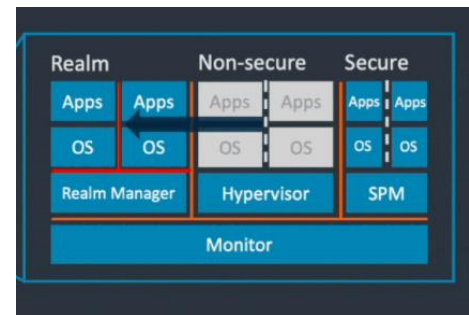 Realm Non-secure Secure
Apps Apps Apps Apps Apps Apps
OS OS OS OS OS OS
Realm Manager Hypervisor SPM
Monitor